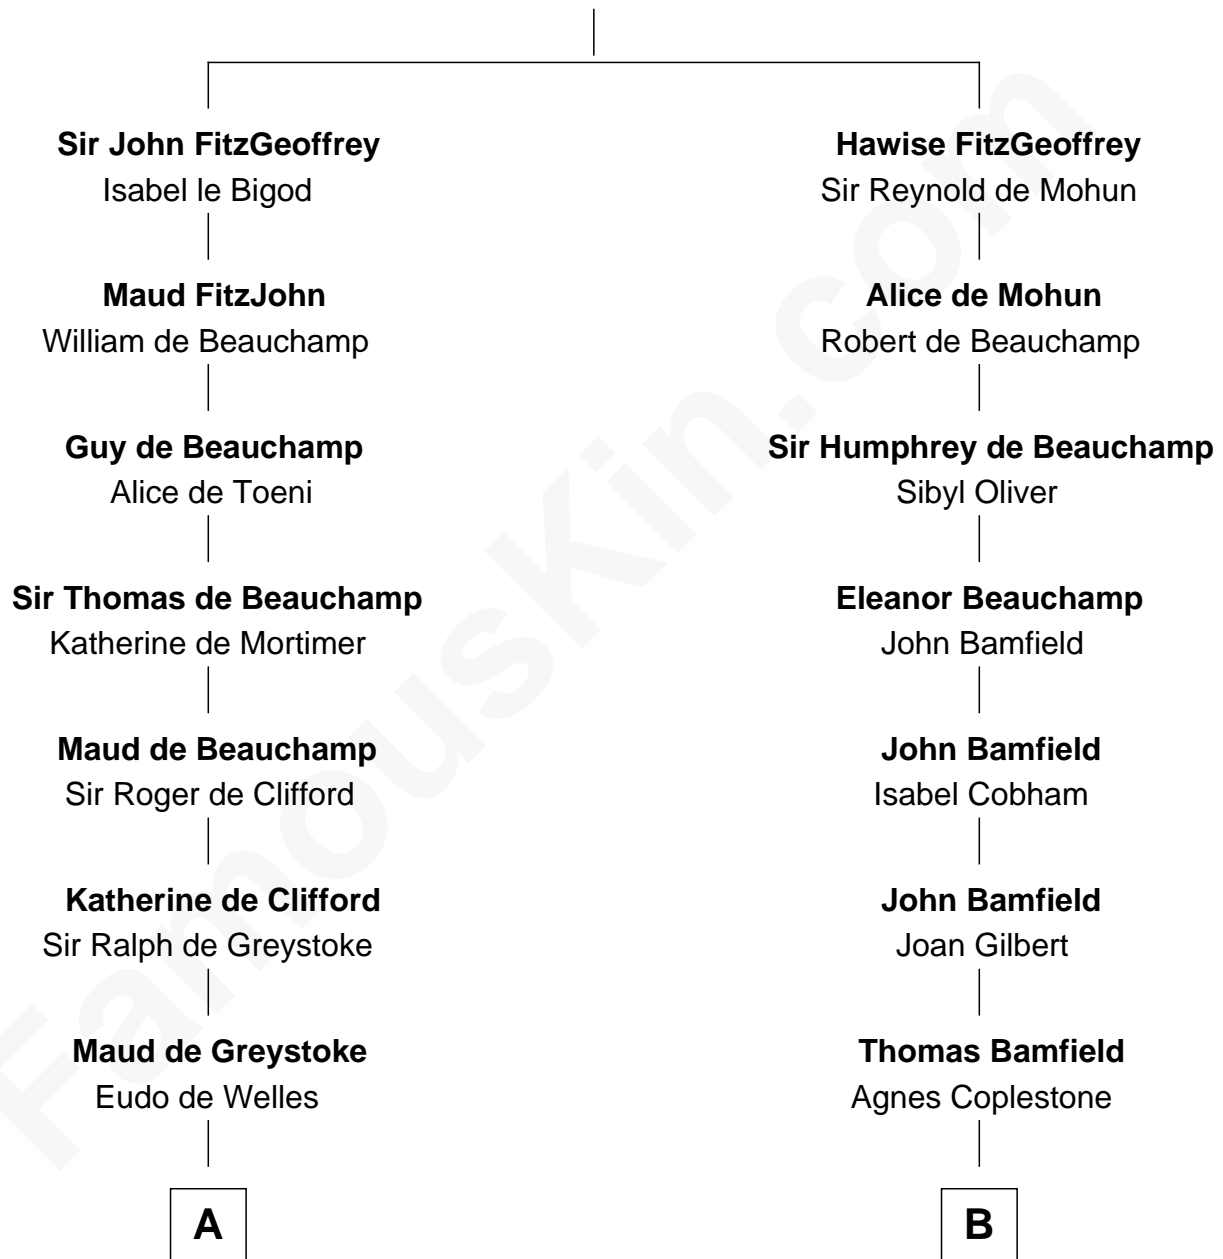 Sir John FitzGeoffrey
Isabel le Bigod
Maud FitzJohn
William de Beauchamp
Guy de Beauchamp
Alice de Toeni
Sir Thomas de Beauchamp
Katherine de Mortimer
Maud de Beauchamp
Sir Roger de Clifford
Katherine de Clifford
Sir Ralph de Greystoke
Maud de Greystoke
Eudo de Welles
A
Hawise FitzGeoffrey
Sir Reynold de Mohun
Alice de Mohun
Robert de Beauchamp
Sir Humphrey de Beauchamp
Sibyl Oliver
Eleanor Beauchamp
John Bamfield
John Bamfield
Isabel Cobham
John Bamfield
Joan Gilbert
Thomas Bamfield
Agnes Coplestone
B
FamousKin.com